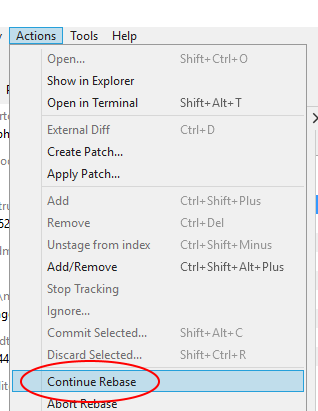 Actions Tools Help
Open... Shift+Ctrl+O
Show in Explorer
Open in Terminal Shift+Alt+T
External Diff Ctrl+D
Create Patch...
Apply Patch...
Add Ctrl+Shift+Plus
Remove Ctrl+Del
Unstage from index Ctrl+Shift+Minus
Add/Remove Ctrl+Shift+Alt+Plus
Stop Tracking
Ignore...
Commit Selected... Shift+Alt+C
Discard Selected... Shift+Ctrl+R
Continue Rebase
Abort Rebase